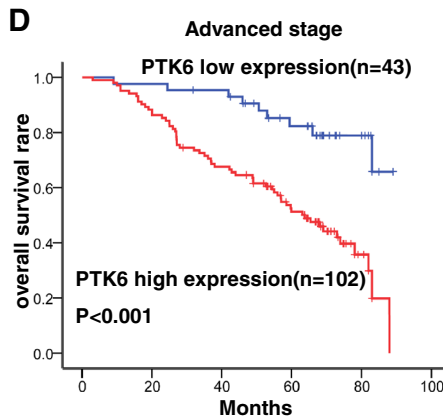 D
Advanced stage
PTK6 low expression(n=43)
overall survival rare
1.0
0.8
0.6
0.4
0.2
0.0
PTK6 high expression(n=102)
P<0.001
0 20 40 60 80 100
Months